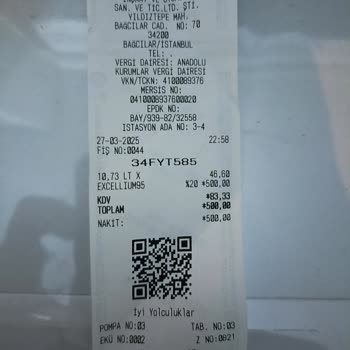 SAN. VE TIC.LTD. ŞTİ.
YILDIZTEPE MAH.
BAĞCILAR CAD. NO: 70
34200
BAĞCILAR/İSTANBUL
TEL: .
VERGİ DAİRESİ: ANADOLU
KURUMLAR VERGİ DAİRESİ
VKN/TCKN: 4100089376
MERSİS NO:
0410008937600020
EPDK NO:
BAY/939-82/32558
İSTASYON ADA NO: 3-4
27-03-2025 22:58
FİŞ NO:0044
34FYT585
10,73 LT X 46,60
EXCELLIUM95 %20 *500,00
KDV *83,33
TOPLAM *500,00
NAKİT: *500,00
İyi Yolculuklar
POMPA NO:03 TAB. NO:03
EKÜ NO:0002 Z NO:0821